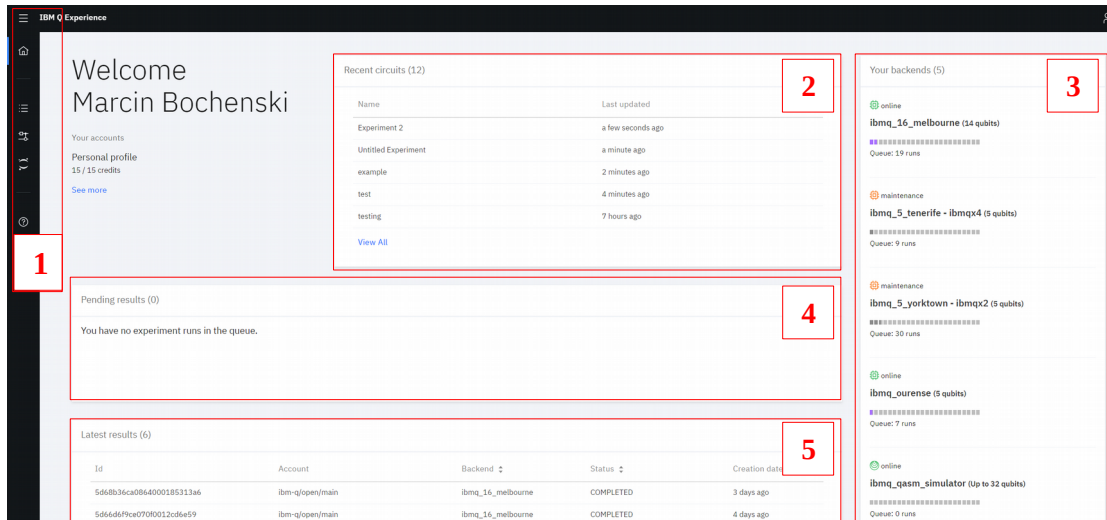 IBM Q Experience
1
Welcome
Marcin Bochenski
Your accounts
Personal profile
15 / 15 credits
See more
Recent circuits (12)
2
Name Last updated
Experiment 2 a few seconds ago
Untitled Experiment a minute ago
example 2 minutes ago
test 4 minutes ago
testing 7 hours ago
View All
Pending results (0)
4
You have no experiment runs in the queue.
Latest results (6)
5
Id Account Backend Status Creation date
5d68b36ca0864000185313a6 ibm-q/open/main ibmq_16_melbourne COMPLETED 3 days ago
5d66d6f9ce070f0012cd6e59 ibm-q/open/main ibmq_16_melbourne COMPLETED 4 days ago
Your backends (5)
3
online
ibmq_16_melbourne (14 qubits)
Queue: 19 runs
maintenance
ibmq_5_tenerife - ibmqx4 (5 qubits)
Queue: 9 runs
maintenance
ibmq_5_yorktown - ibmqx2 (5 qubits)
Queue: 30 runs
online
ibmq_ourense (5 qubits)
Queue: 7 runs
online
ibmq_qasm_simulator (Up to 32 qubits)
Queue: 0 runs